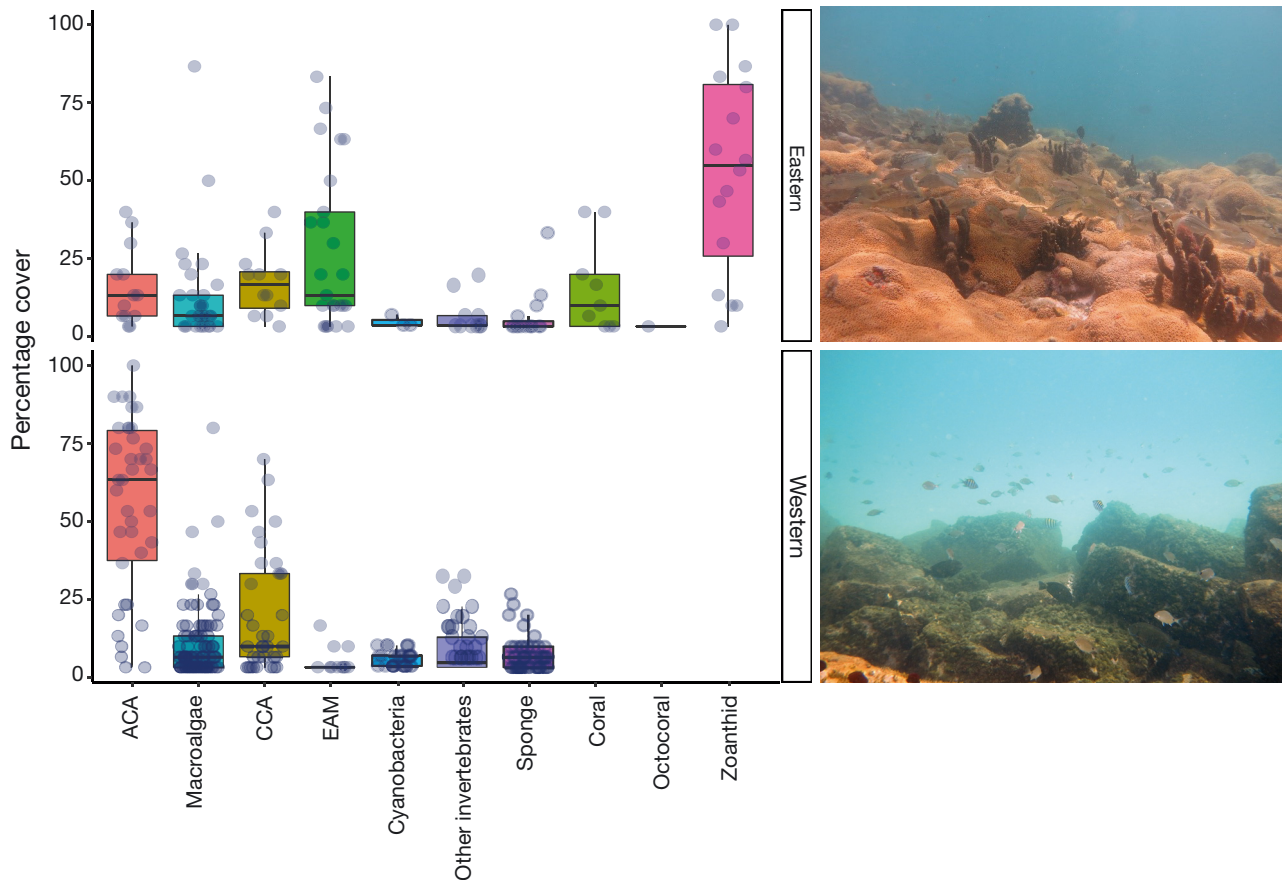 Percentage cover
100
75
50
25
0
Eastern
100
75
50
25
0
Western
ACA
Macroalgae
CCA
EAM
Cyanobacteria
Other invertebrates
Sponge
Coral
Octocoral
Zoanthid